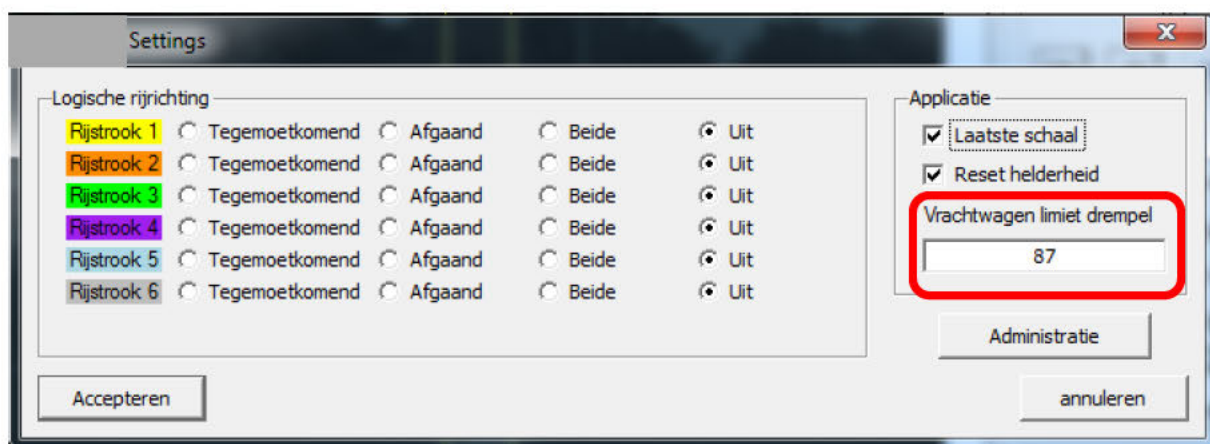 Settings
Logische rijrichting
Rijstrook 1 Tegemoetkomend Afgaand Beide Uit
Rijstrook 2 Tegemoetkomend Afgaand Beide Uit
Rijstrook 3 Tegemoetkomend Afgaand Beide Uit
Rijstrook 4 Tegemoetkomend Afgaand Beide Uit
Rijstrook 5 Tegemoetkomend Afgaand Beide Uit
Rijstrook 6 Tegemoetkomend Afgaand Beide Uit
Applicatie
Laatste schaal
Reset helderheid
Vrachtwagen limiet drempel
87
Administratie
Accepteren
annuleren